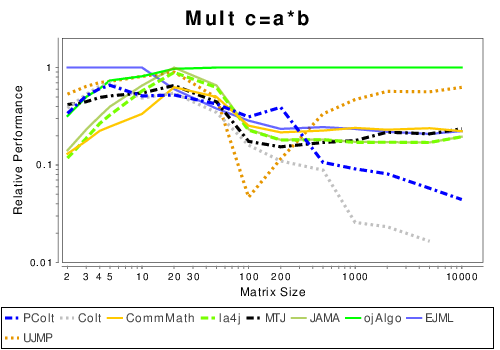 Mult c=a*b
Relative Performance
1
0.1
0.01
2 3 4 5 10 20 30 100 200 1000 10000
Matrix Size
PColt Colt CommMath la4j MTJ JAMA ojAlgo EJML
UJMP